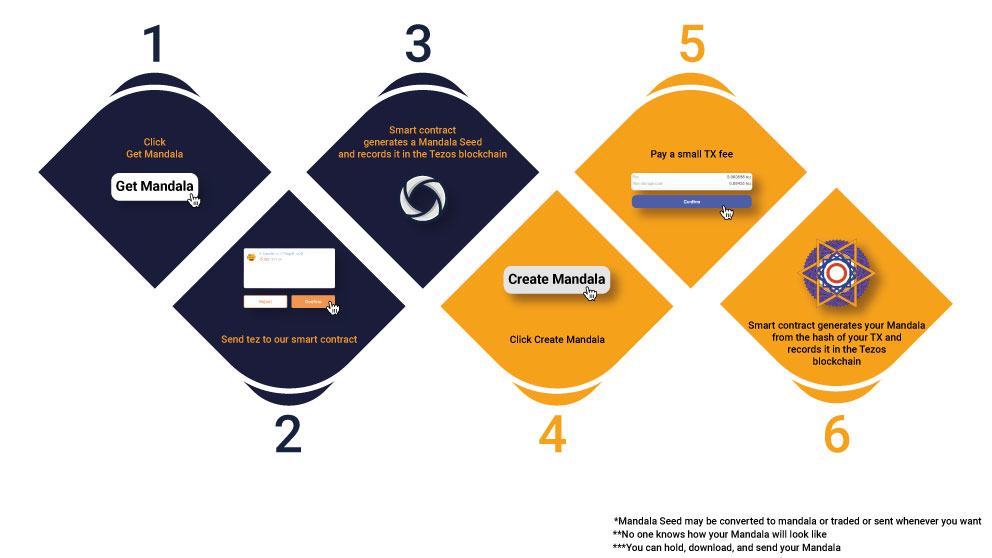 1
Click
Get Mandala
Get Mandala
2
Reject
Confirm
Send tez to our smart contract
3
Smart contract
generates a Mandala Seed
and records it in the Tezos blockchain
4
Create Mandala
Click Create Mandala
5
Pay a small TX fee
Confirm
6
Smart contract generates your Mandala
from the hash of your TX and
records it in the Tezos
blockchain
*Mandala Seed may be converted to mandala or traded or sent whenever you want
**No one knows how your Mandala will look like
***You can hold, download, and send your Mandala